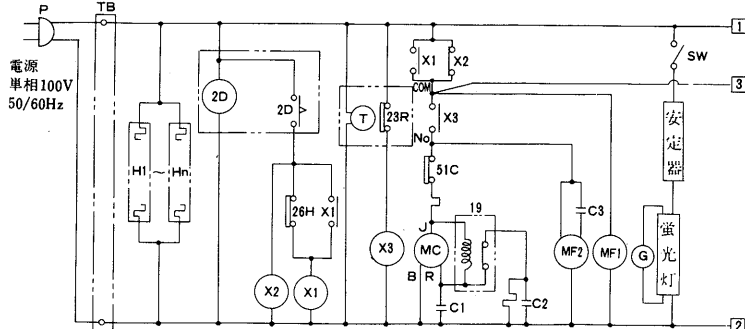 P
TB
1
電源
単相100V
50/60Hz
H1 ~ Hn
2D
2D
X1
X2
SW
COM
3
T
23R
X3
No
安定器
51C
26H
X1
19
C3
X3
J
MC
MF2
MF1
G
蛍光灯
X2
X1
B
R
C1
C2
2